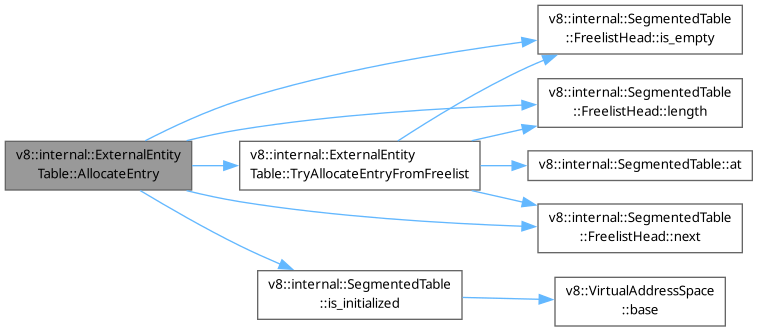 v8::internal::ExternalEntity
Table::AllocateEntry
v8::internal::ExternalEntity
Table::TryAllocateEntryFromFreelist
v8::internal::SegmentedTable
::is_initialized
v8::internal::SegmentedTable
::FreelistHead::is_empty
v8::internal::SegmentedTable
::FreelistHead::length
v8::internal::SegmentedTable::at
v8::internal::SegmentedTable
::FreelistHead::next
v8::VirtualAddressSpace
::base